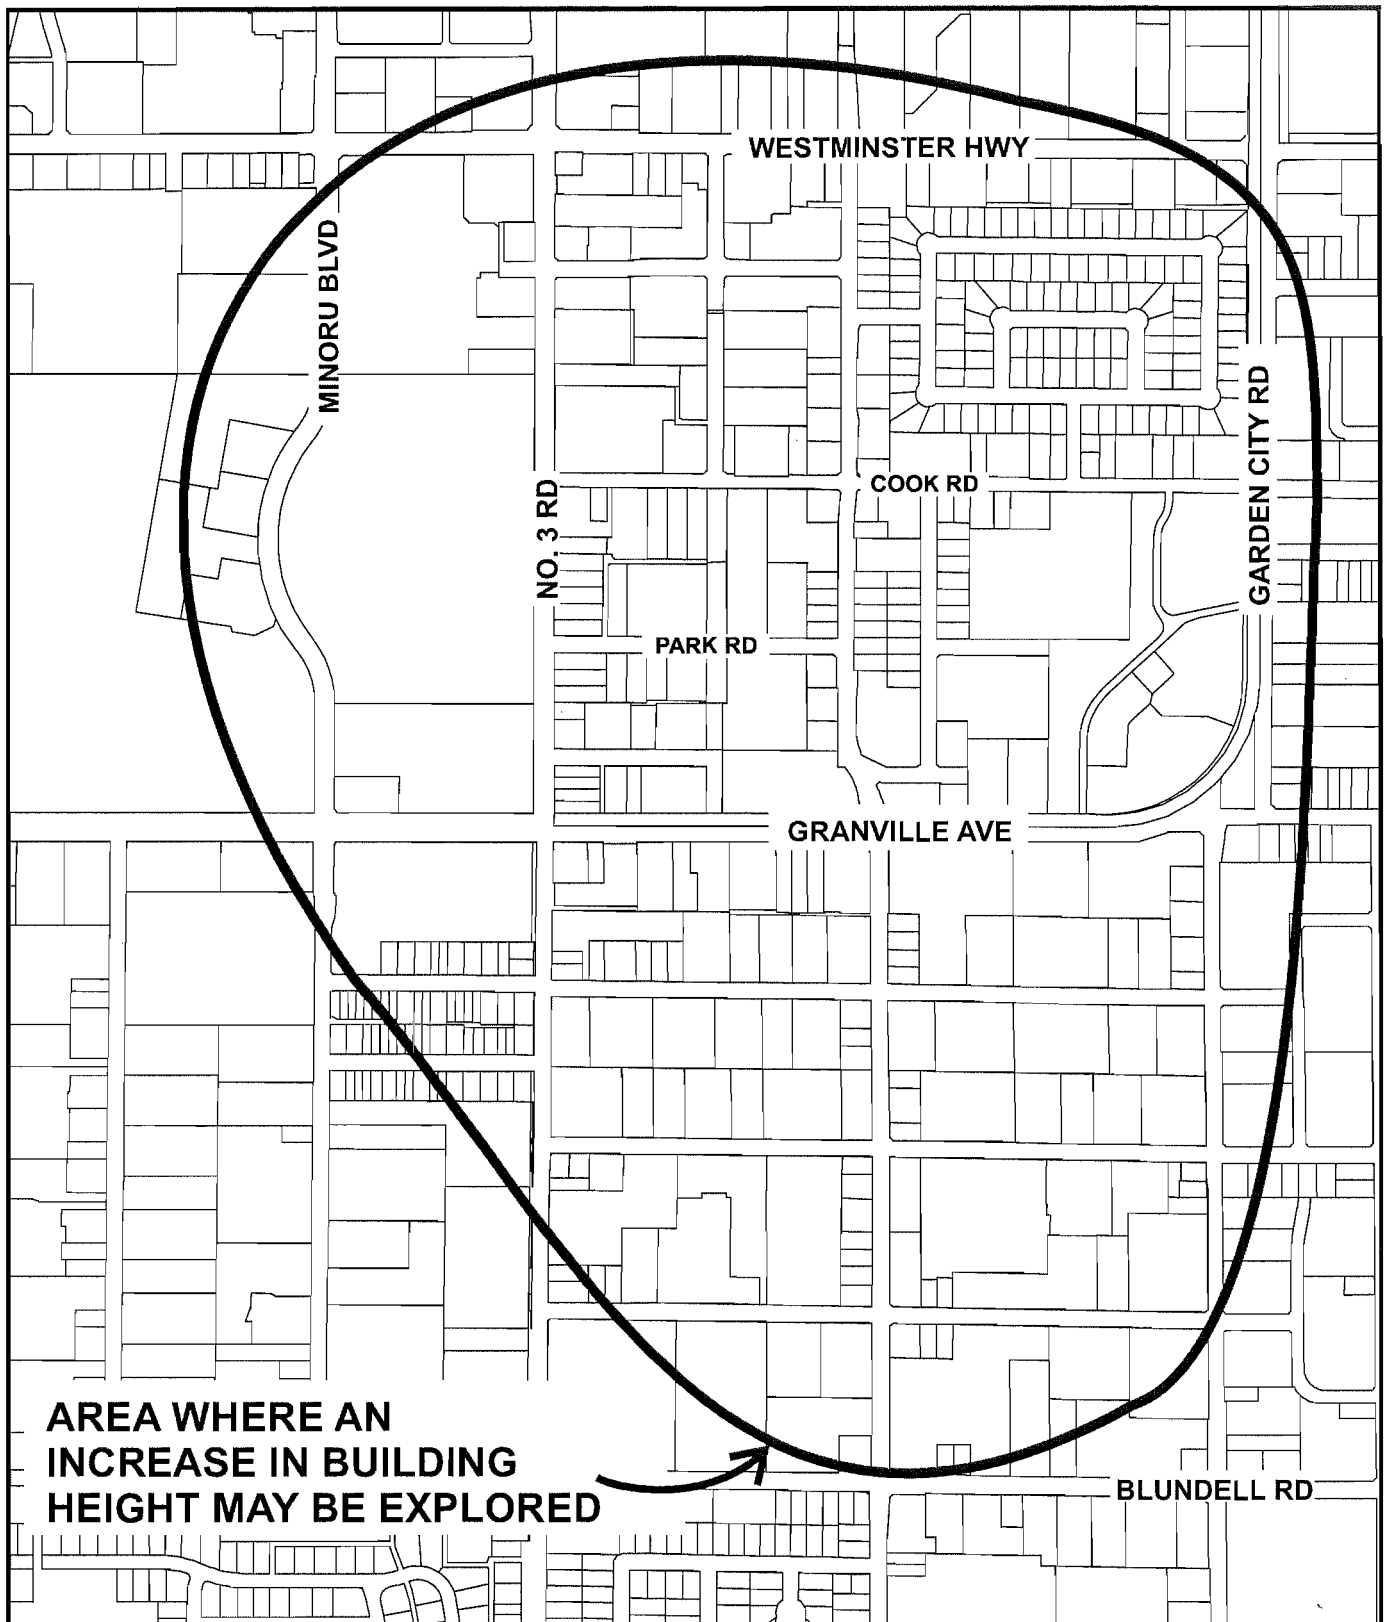 WESTMINSTER HWY
MINORU BLVD
GARDEN CITY RD
COOK RD
NO. 3 RD
PARK RD
GRANVILLE AVE
AREA WHERE AN
INCREASE IN BUILDING
HEIGHT MAY BE EXPLORED
BLUNDELL RD